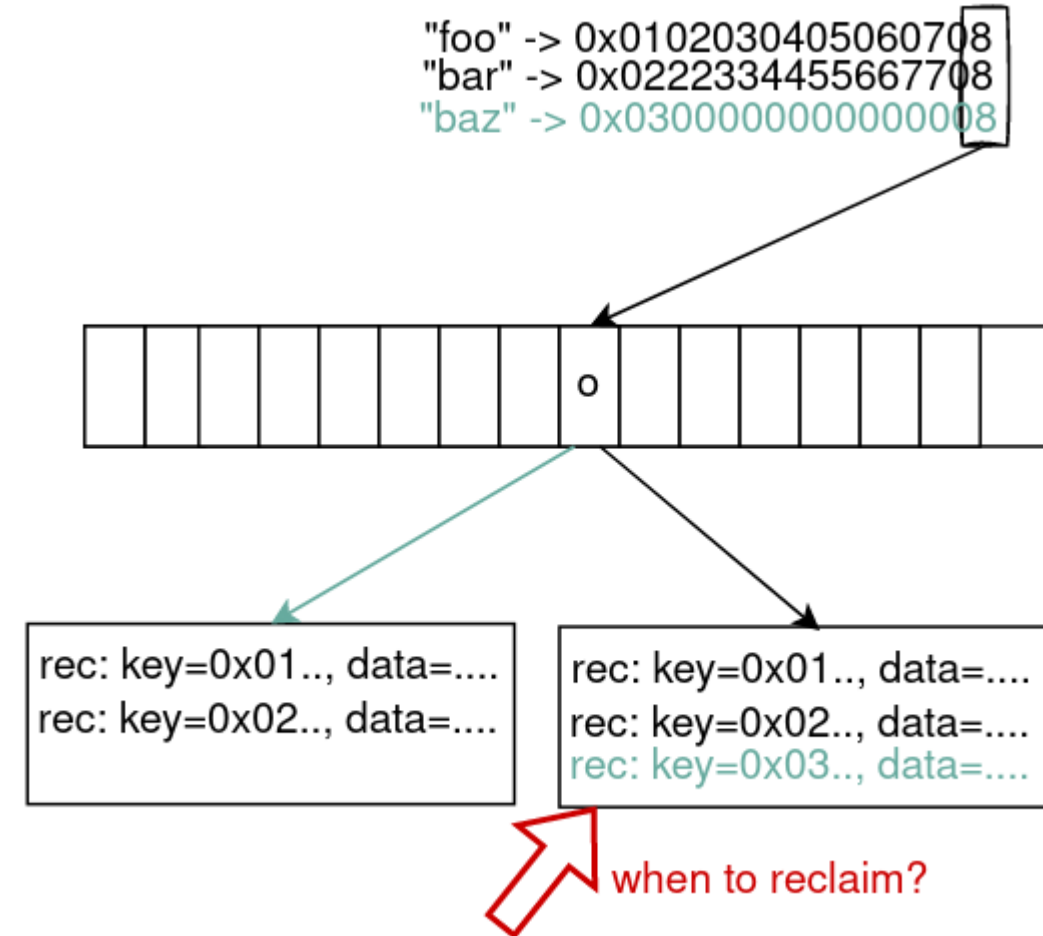 "foo" -> 0x0102030405060708
"bar" -> 0x0222334455667708
"baz" -> 0x0300000000000008
o
rec: key=0x01.., data=....
rec: key=0x02.., data=....
rec: key=0x01.., data=....
rec: key=0x02.., data=....
rec: key=0x03.., data=....
when to reclaim?